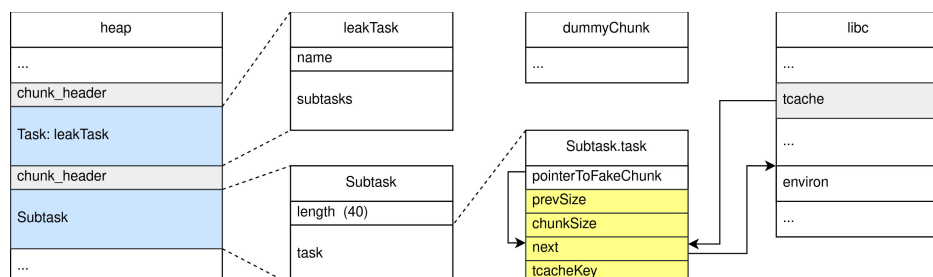 heap
...
chunk_header
Task: leakTask
chunk_header
Subtask
...
leakTask
name
subtasks
Subtask
length (40)
task
dummyChunk
...
Subtask.task
pointerToFakeChunk
prevSize
chunkSize
next
tcacheKey
libc
...
tcache
...
environ
...